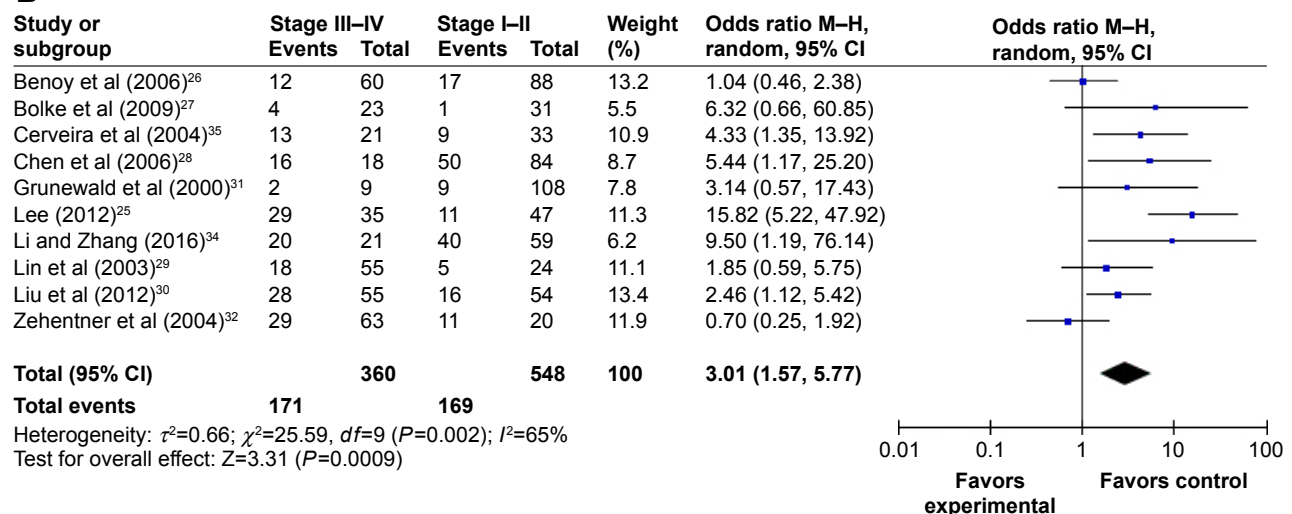 Study or subgroup Stage III–IV Stage I–II Weight (%) Odds ratio M–H, random, 95% CI Odds ratio M–H, random, 95% CI
Events Total Events Total
Benoy et al (2006)²⁶ 12 60 17 88 13.2 1.04 (0.46, 2.38)
Bolke et al (2009)²⁷ 4 23 1 31 5.5 6.32 (0.66, 60.85)
Cerveira et al (2004)³⁵ 13 21 9 33 10.9 4.33 (1.35, 13.92)
Chen et al (2006)²⁸ 16 18 50 84 8.7 5.44 (1.17, 25.20)
Grunewald et al (2000)³¹ 2 9 9 108 7.8 3.14 (0.57, 17.43)
Lee (2012)²⁵ 29 35 11 47 11.3 15.82 (5.22, 47.92)
Li and Zhang (2016)³⁴ 20 21 40 59 6.2 9.50 (1.19, 76.14)
Lin et al (2003)²⁹ 18 55 5 24 11.1 1.85 (0.59, 5.75)
Liu et al (2012)³⁰ 28 55 16 54 13.4 2.46 (1.12, 5.42)
Zehentner et al (2004)³² 29 63 11 20 11.9 0.70 (0.25, 1.92)
Total (95% CI) 360 548 100 3.01 (1.57, 5.77)
Total events 171 169
Heterogeneity: τ²=0.66; χ²=25.59, df=9 (P=0.002); I²=65%
Test for overall effect: Z=3.31 (P=0.0009)
0.01 0.1 1 10 100
Favors experimental Favors control